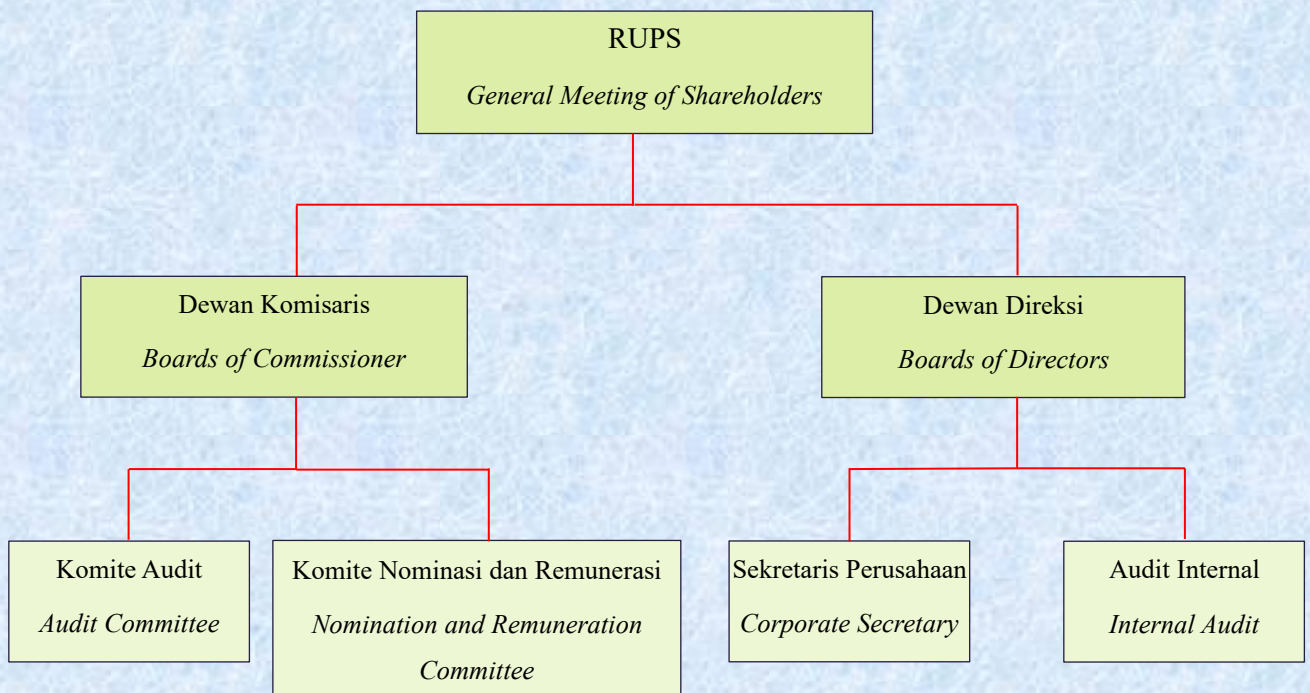 RUPS
General Meeting of Shareholders
Dewan Komisaris
Boards of Commissioner
Dewan Direksi
Boards of Directors
Komite Audit
Audit Committee
Komite Nominasi dan Remunerasi
Nomination and Remuneration
Committee
Sekretaris Perusahaan
Corporate Secretary
Audit Internal
Internal Audit